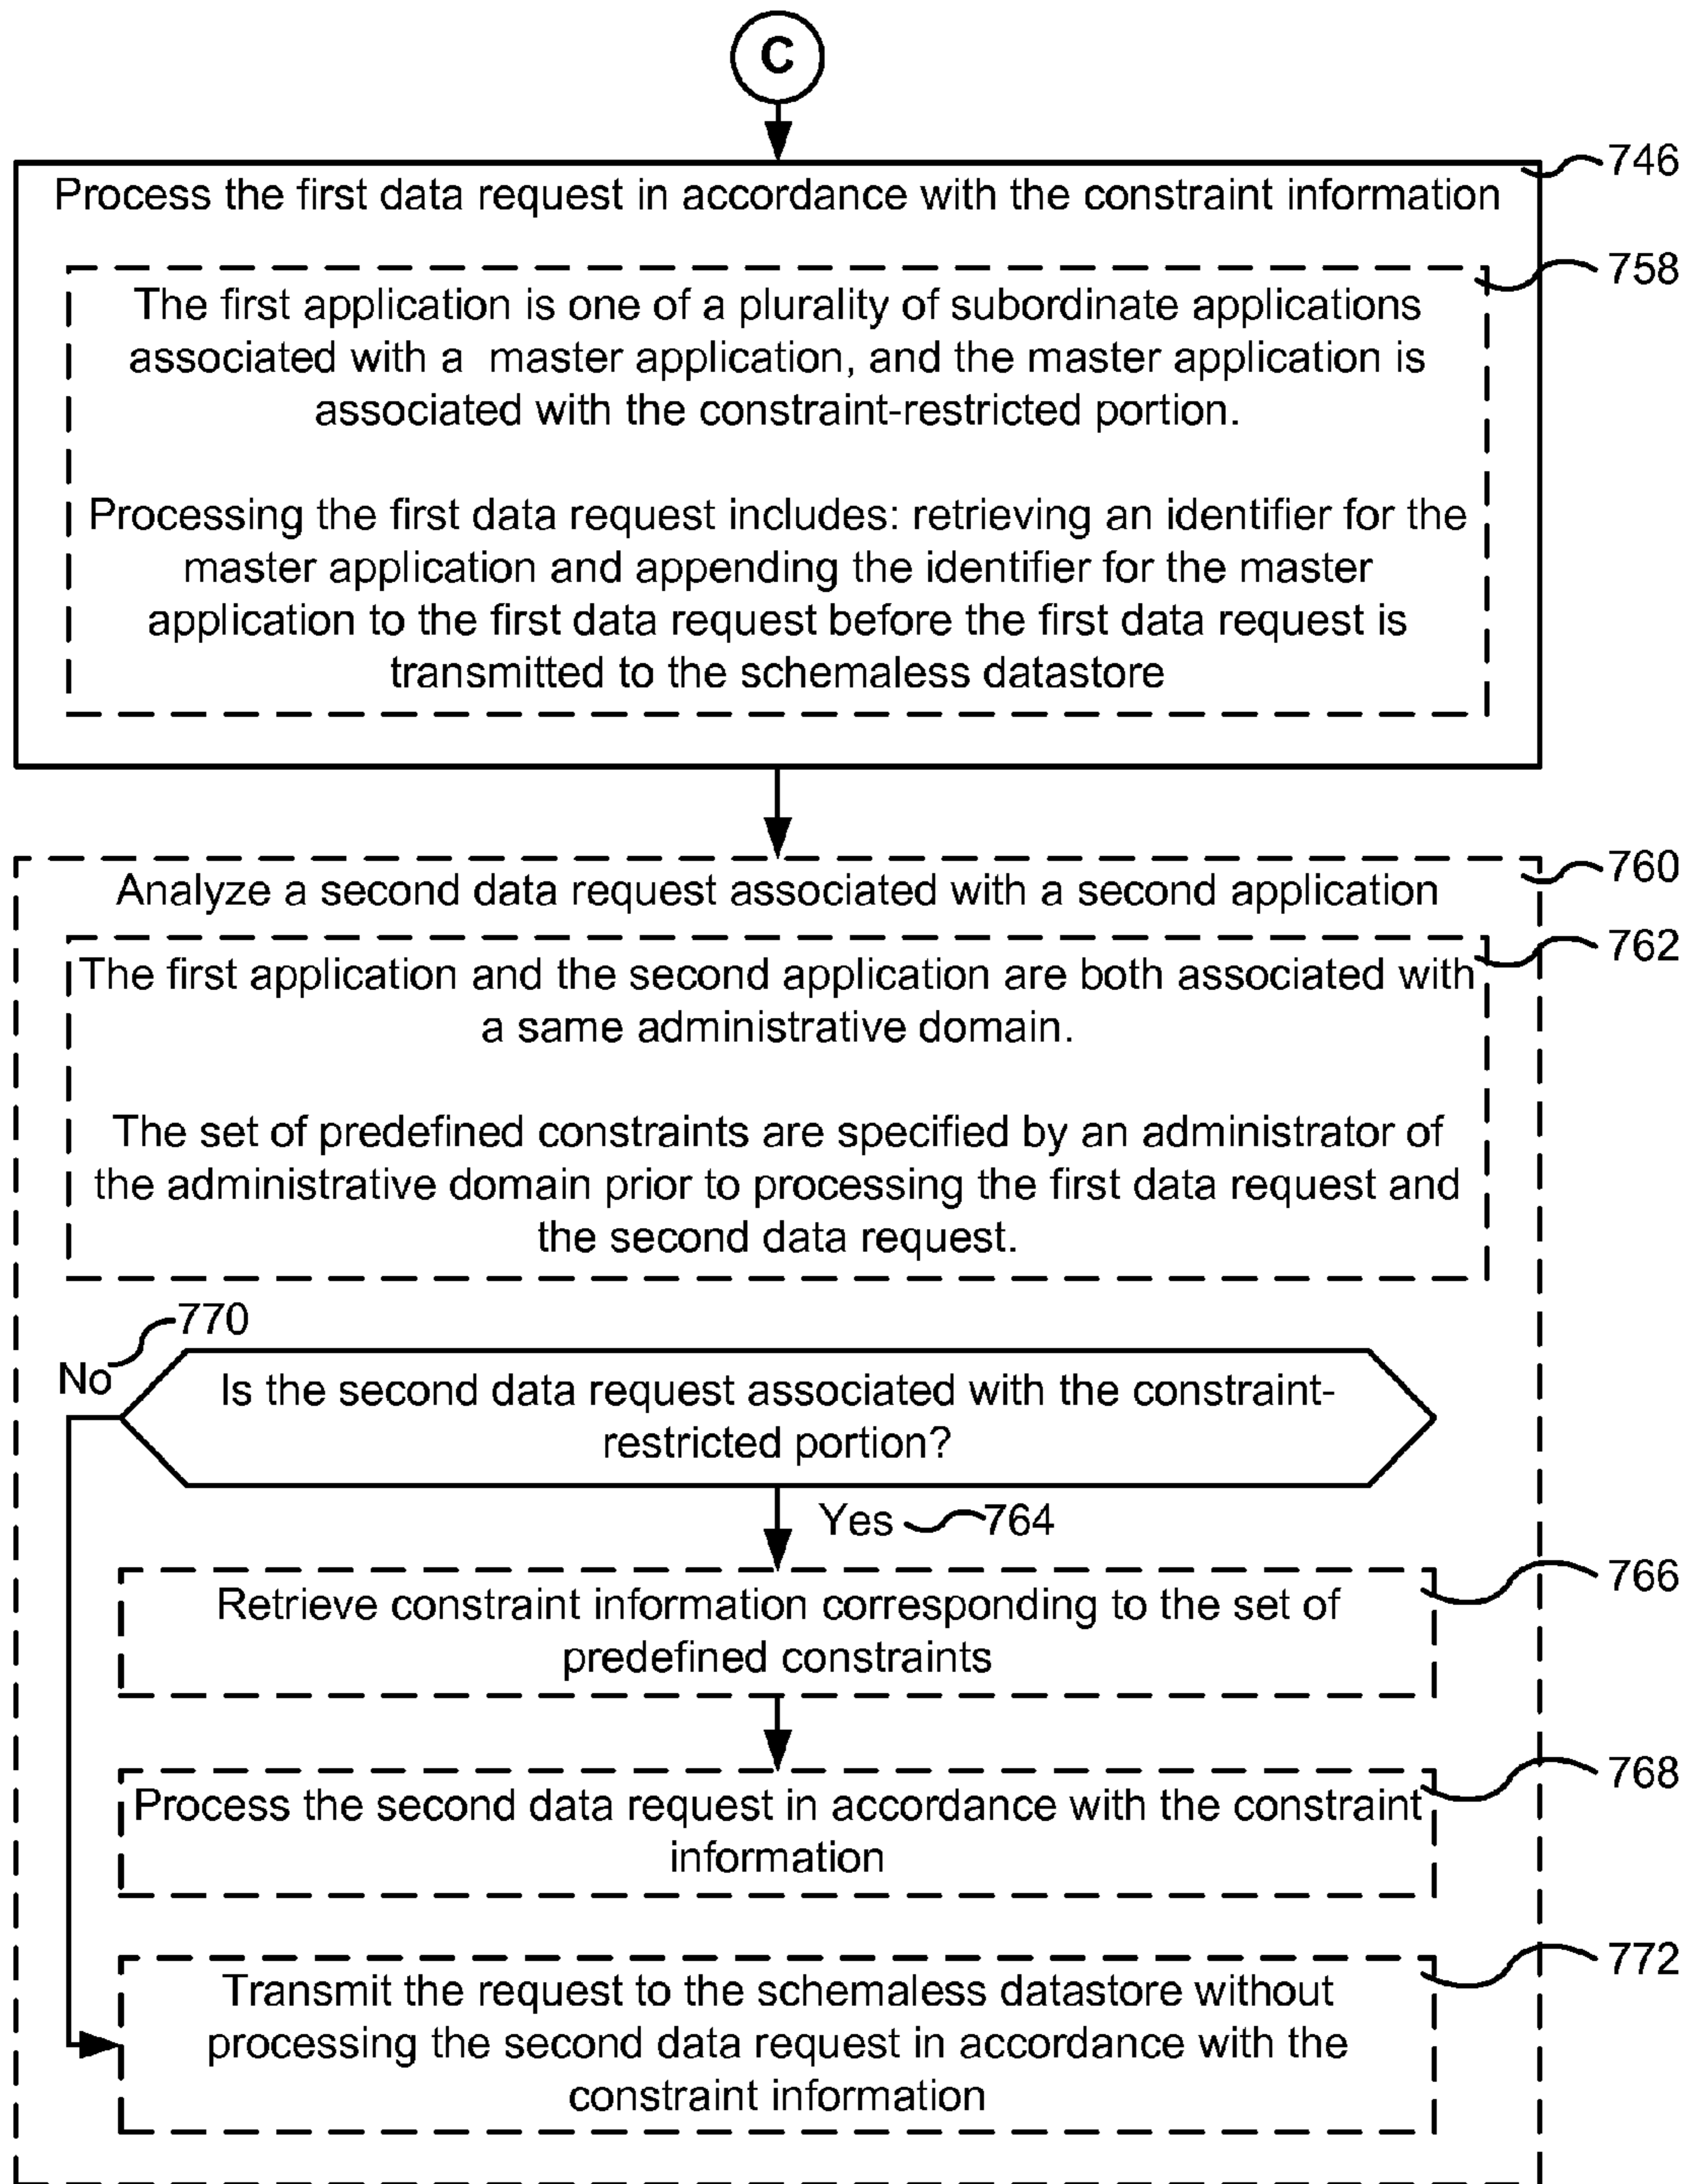 C
746
Process the first data request in accordance with the constraint information
758
The first application is one of a plurality of subordinate applications
associated with a master application, and the master application is
associated with the constraint-restricted portion.
Processing the first data request includes: retrieving an identifier for the
master application and appending the identifier for the master
application to the first data request before the first data request is
transmitted to the schemaless datastore
760
Analyze a second data request associated with a second application
762
The first application and the second application are both associated with
a same administrative domain.
The set of predefined constraints are specified by an administrator of
the administrative domain prior to processing the first data request and
the second data request.
770
No
Is the second data request associated with the constraint-
restricted portion?
Yes 764
766
Retrieve constraint information corresponding to the set of
predefined constraints
768
Process the second data request in accordance with the constraint
information
772
Transmit the request to the schemaless datastore without
processing the second data request in accordance with the
constraint information